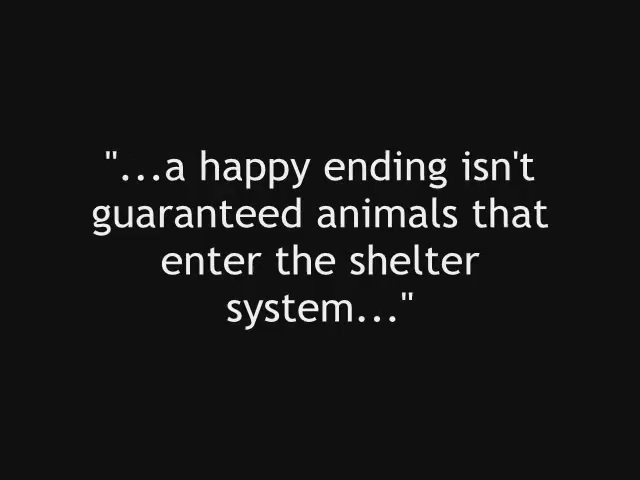 "...a happy ending isn't
guaranteed animals that
enter the shelter
system..."